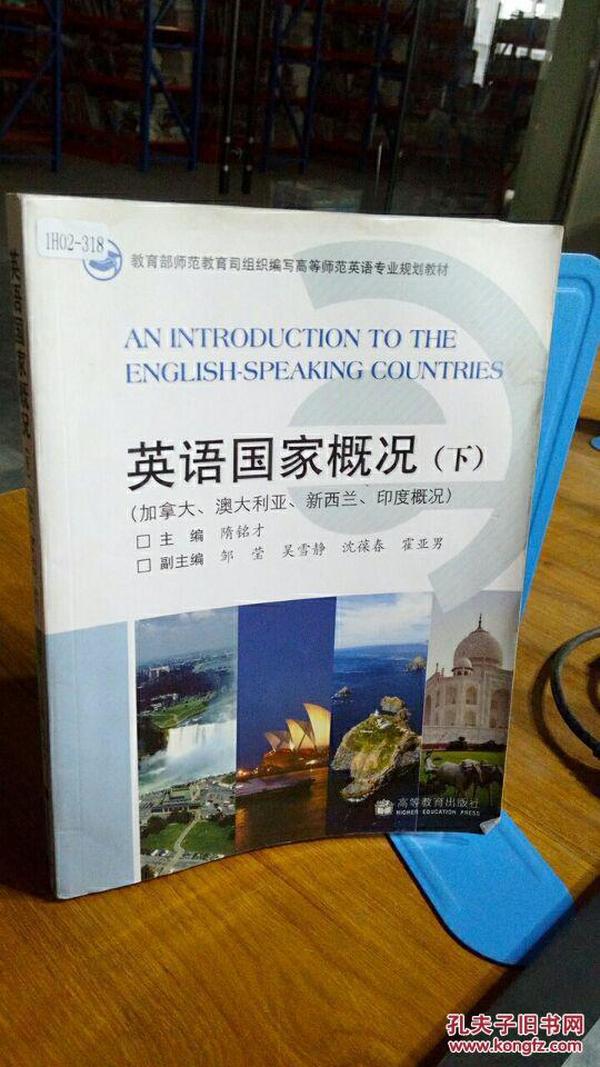 1H02-318
教育部师范教育司组织编写高等师范英语专业规划教材
AN INTRODUCTION TO THE
ENGLISH-SPEAKING COUNTRIES
英语国家概况（下）
（加拿大、澳大利亚、新西兰、印度概况）
□ 主 编 隋铭才
□ 副主编 邹 莹 吴雪静 沈葆春 霍亚男
高等教育出版社
HIGHER EDUCATION PRESS
孔夫子旧书网
www.kongfz.com